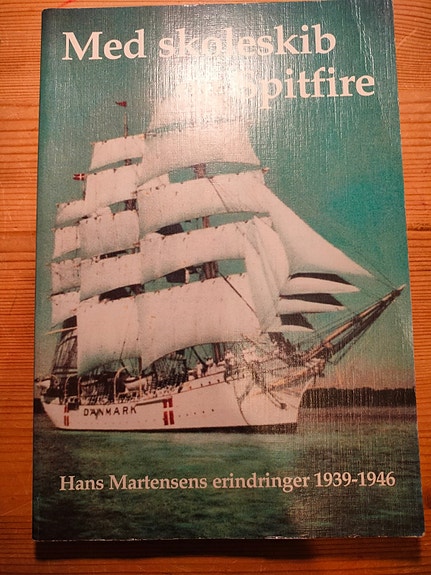 Med skoleskib
Spitfire
DANMARK
Hans Martensens erindringer 1939-1946